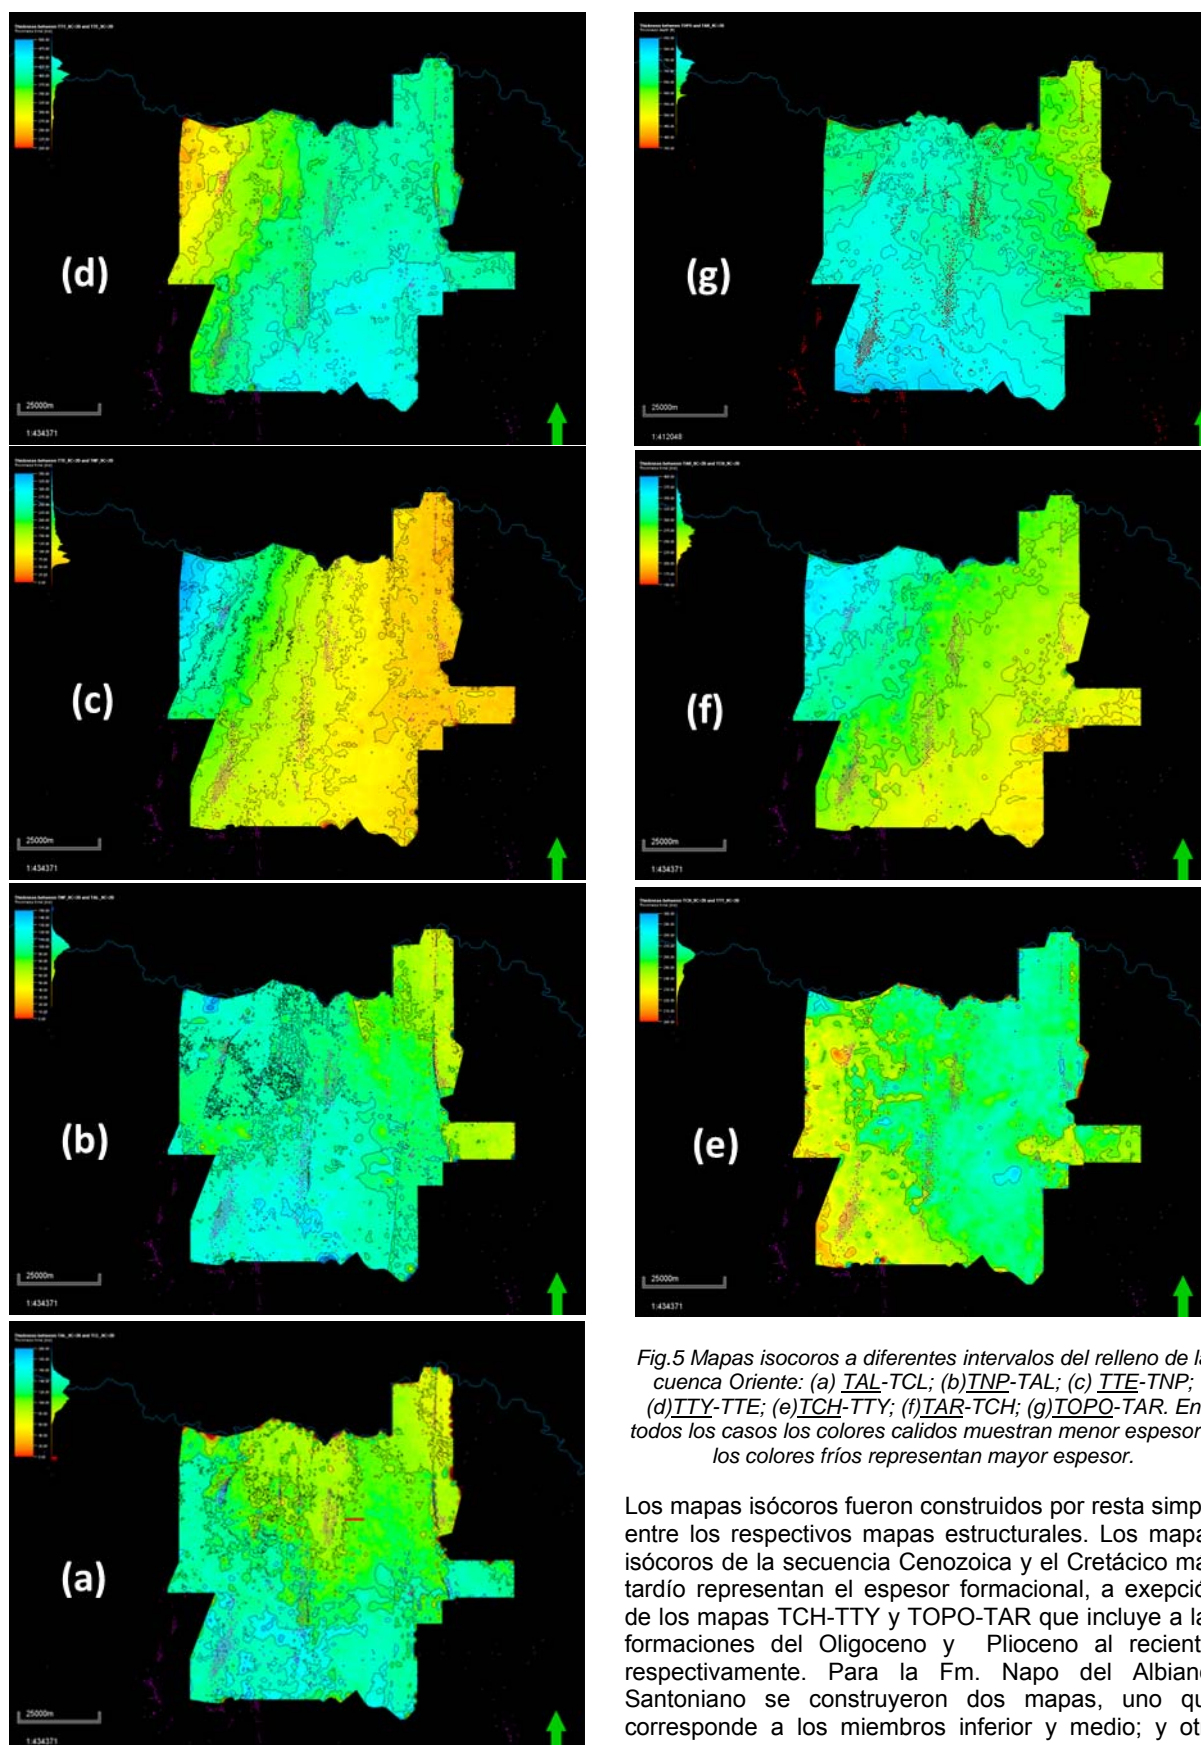 (d)
25000m
1:434371
(c)
25000m
1:434371
(b)
25000m
1:434371
(a)
25000m
1:434371
(g)
25000m
1:412048
(f)
25000m
1:434371
(e)
25000m
1:434371
Fig.5 Mapas isocoros a diferentes intervalos del relleno de la
cuenca Oriente: (a) TAL-TCL; (b)TNP-TAL; (c) TTE-TNP;
(d)TTY-TTE; (e)TCH-TTY; (f)TAR-TCH; (g)TOPO-TAR. En
todos los casos los colores calidos muestran menor espesor
los colores fríos representan mayor espesor.
Los mapas isócoros fueron construidos por resta simp
entre los respectivos mapas estructurales. Los mapa
isócoros de la secuencia Cenozoica y el Cretácico ma
tardío representan el espesor formacional, a exepció
de los mapas TCH-TTY y TOPO-TAR que incluye a la
formaciones del Oligoceno y Plioceno al recient
respectivamente. Para la Fm. Napo del Albian
Santoniano se construyeron dos mapas, uno qu
corresponde a los miembros inferior y medio; y ot